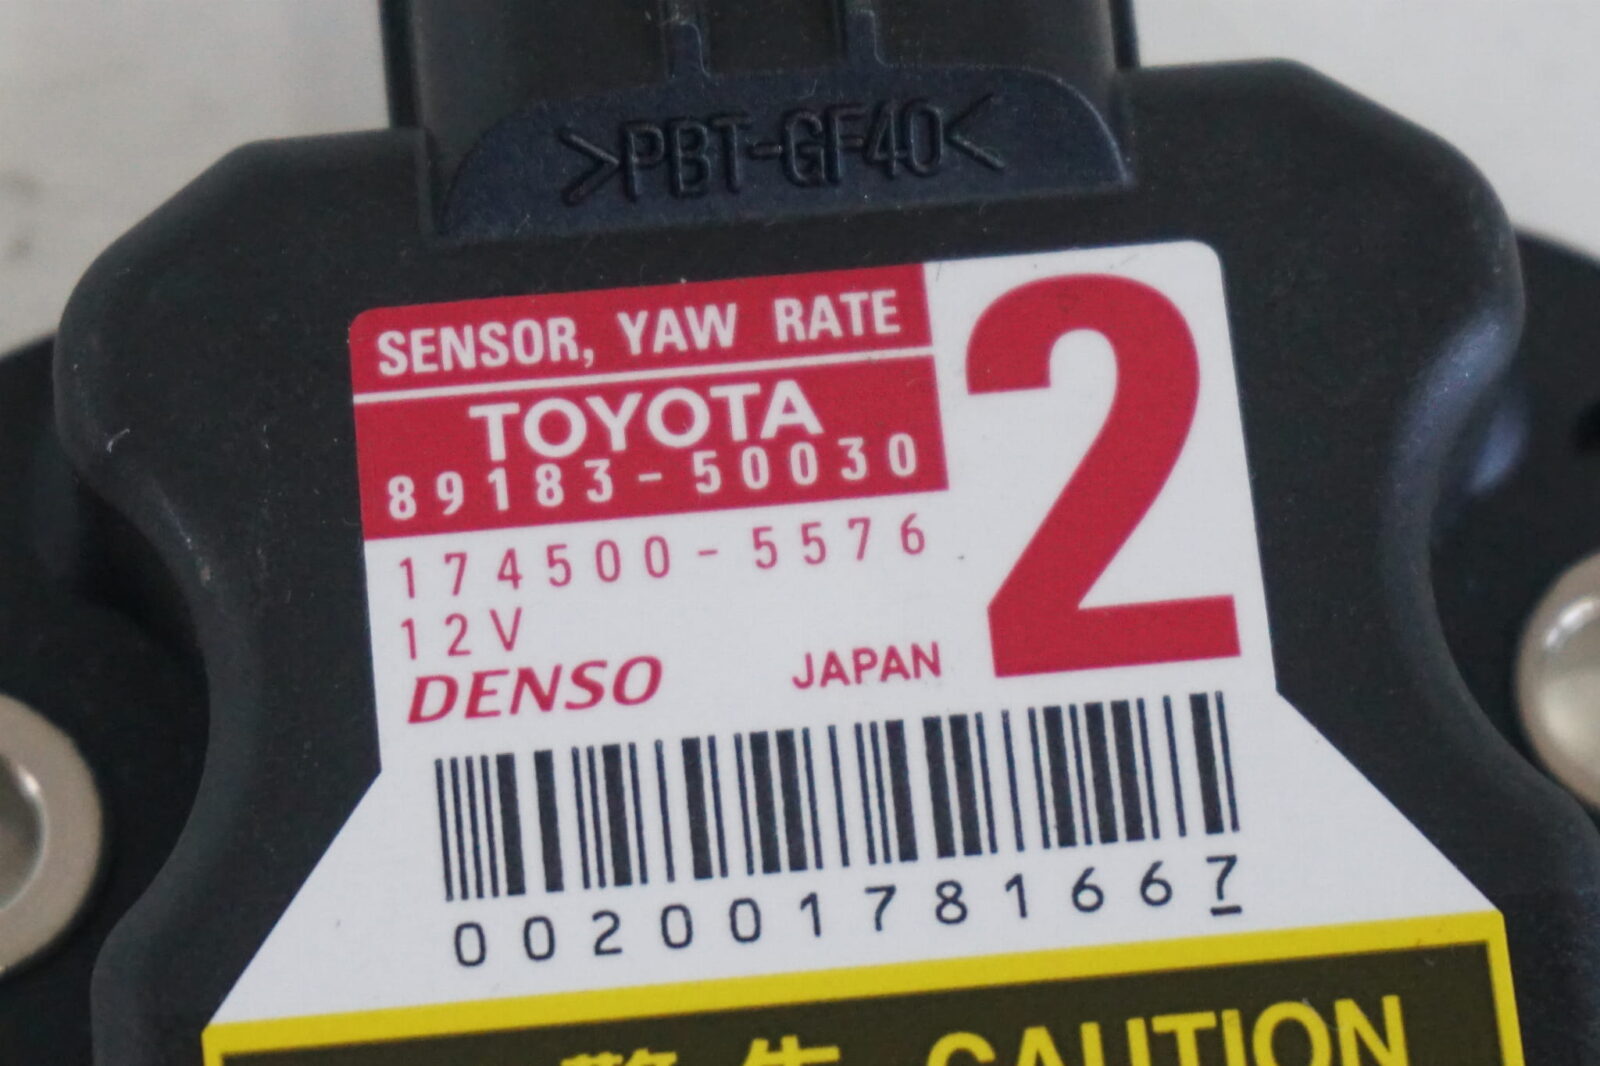 >PBT-GF40<
SENSOR, YAW RATE
2
TOYOTA
89183-50030
174500-5576
12V
DENSO JAPAN
002001781667
CAUTION